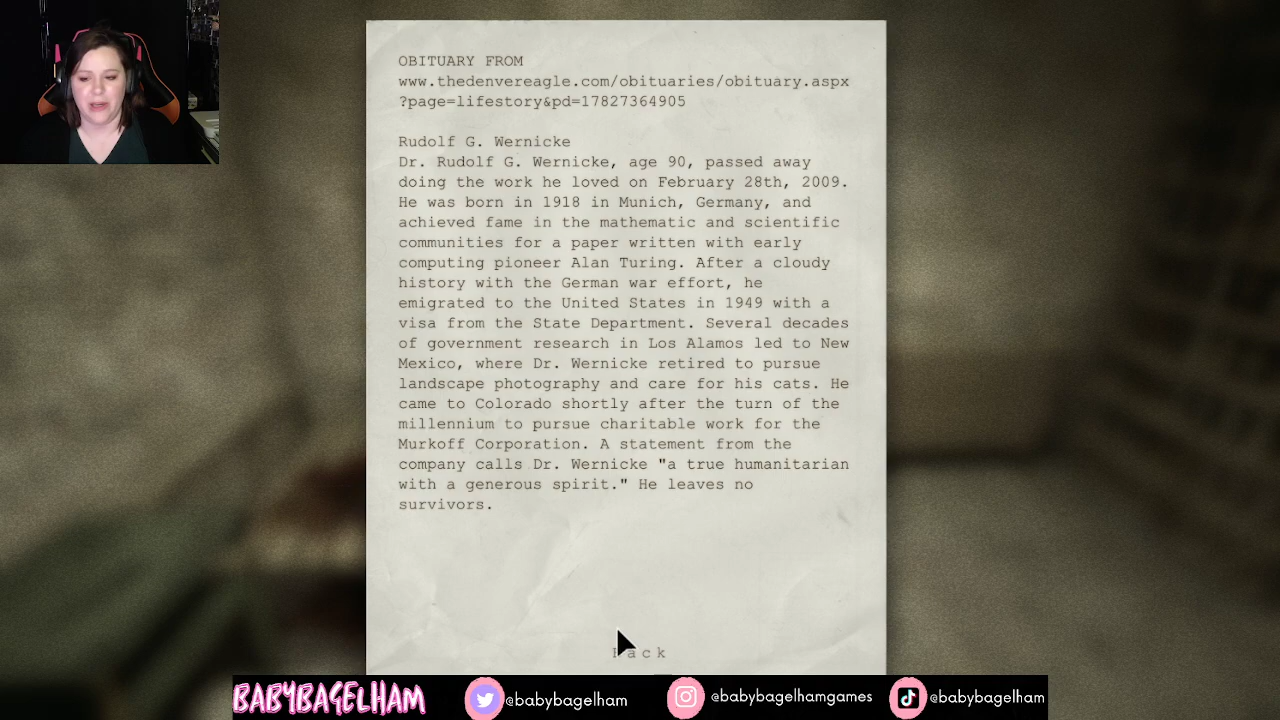 OBITUARY FROM
www.thedenvereagle.com/obituaries/obituary.aspx
?page=lifestory&pd=17827364905
Rudolf G. Wernicke
Dr. Rudolf G. Wernicke, age 90, passed away
doing the work he loved on February 28th, 2009.
He was born in 1918 in Munich, Germany, and
achieved fame in the mathematic and scientific
communities for a paper written with early
computing pioneer Alan Turing. After a cloudy
history with the German war effort, he
emigrated to the United States in 1949 with a
visa from the State Department. Several decades
of government research in Los Alamos led to New
Mexico, where Dr. Wernicke retired to pursue
landscape photography and care for his cats. He
came to Colorado shortly after the turn of the
millennium to pursue charitable work for the
Murkoff Corporation. A statement from the
company calls Dr. Wernicke "a true humanitarian
with a generous spirit." He leaves no
survivors.
Back
BABYBAGELHAM @babybagelham @babybagelhamgames @babybagelham